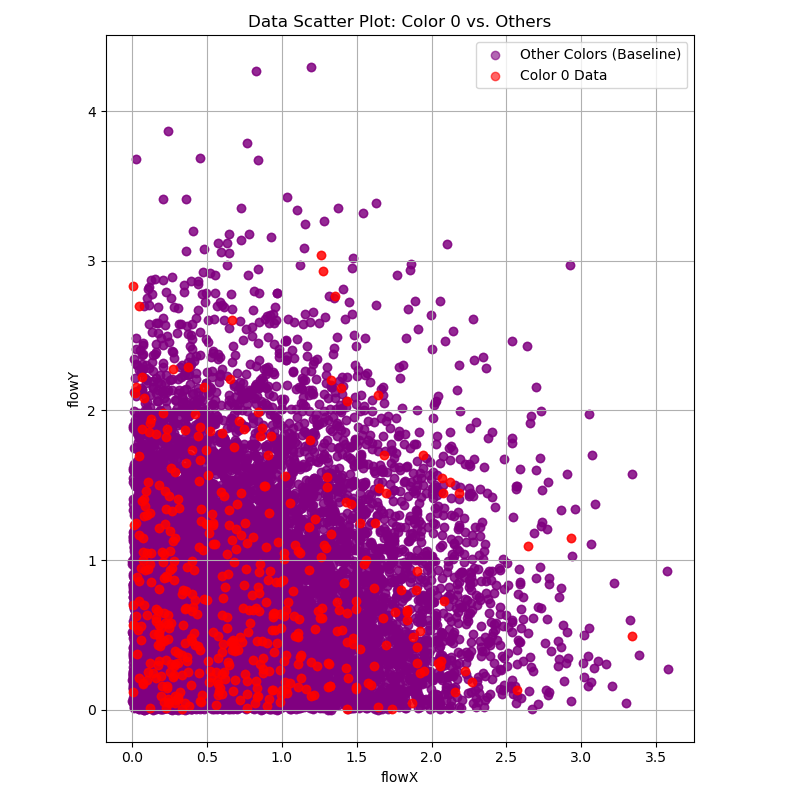 Data Scatter Plot: Color 0 vs. Others
Other Colors (Baseline)
Color 0 Data
flowY
4
3
2
1
0
0.0 0.5 1.0 1.5 2.0 2.5 3.0 3.5
flowX